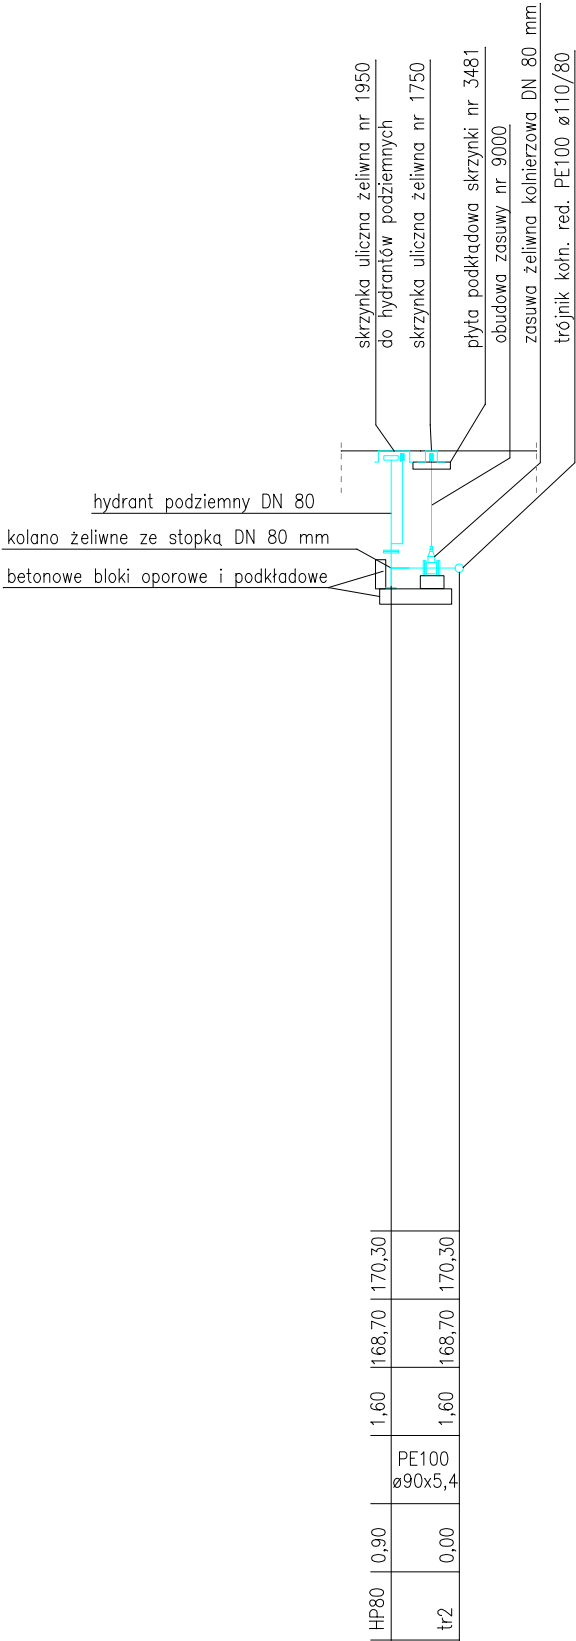 skrzynka uliczna żeliwna nr 1950
do hydrantów podziemnych
skrzynka uliczna żeliwna nr 1750
płyta podkładowa skrzynki nr 3481
obudowa zasuwy nr 9000
zasuwa żeliwna kolnierzowa DN 80 mm
trójnik kołn. red. PE100 ø110/80
hydrant podziemny DN 80
kolano żeliwne ze stopką DN 80 mm
betonowe bloki oporowe i podkładowe
170,30
170,30
168,70
168,70
1,60
1,60
PE100
ø90x5,4
0,90
0,00
HP80
tr2